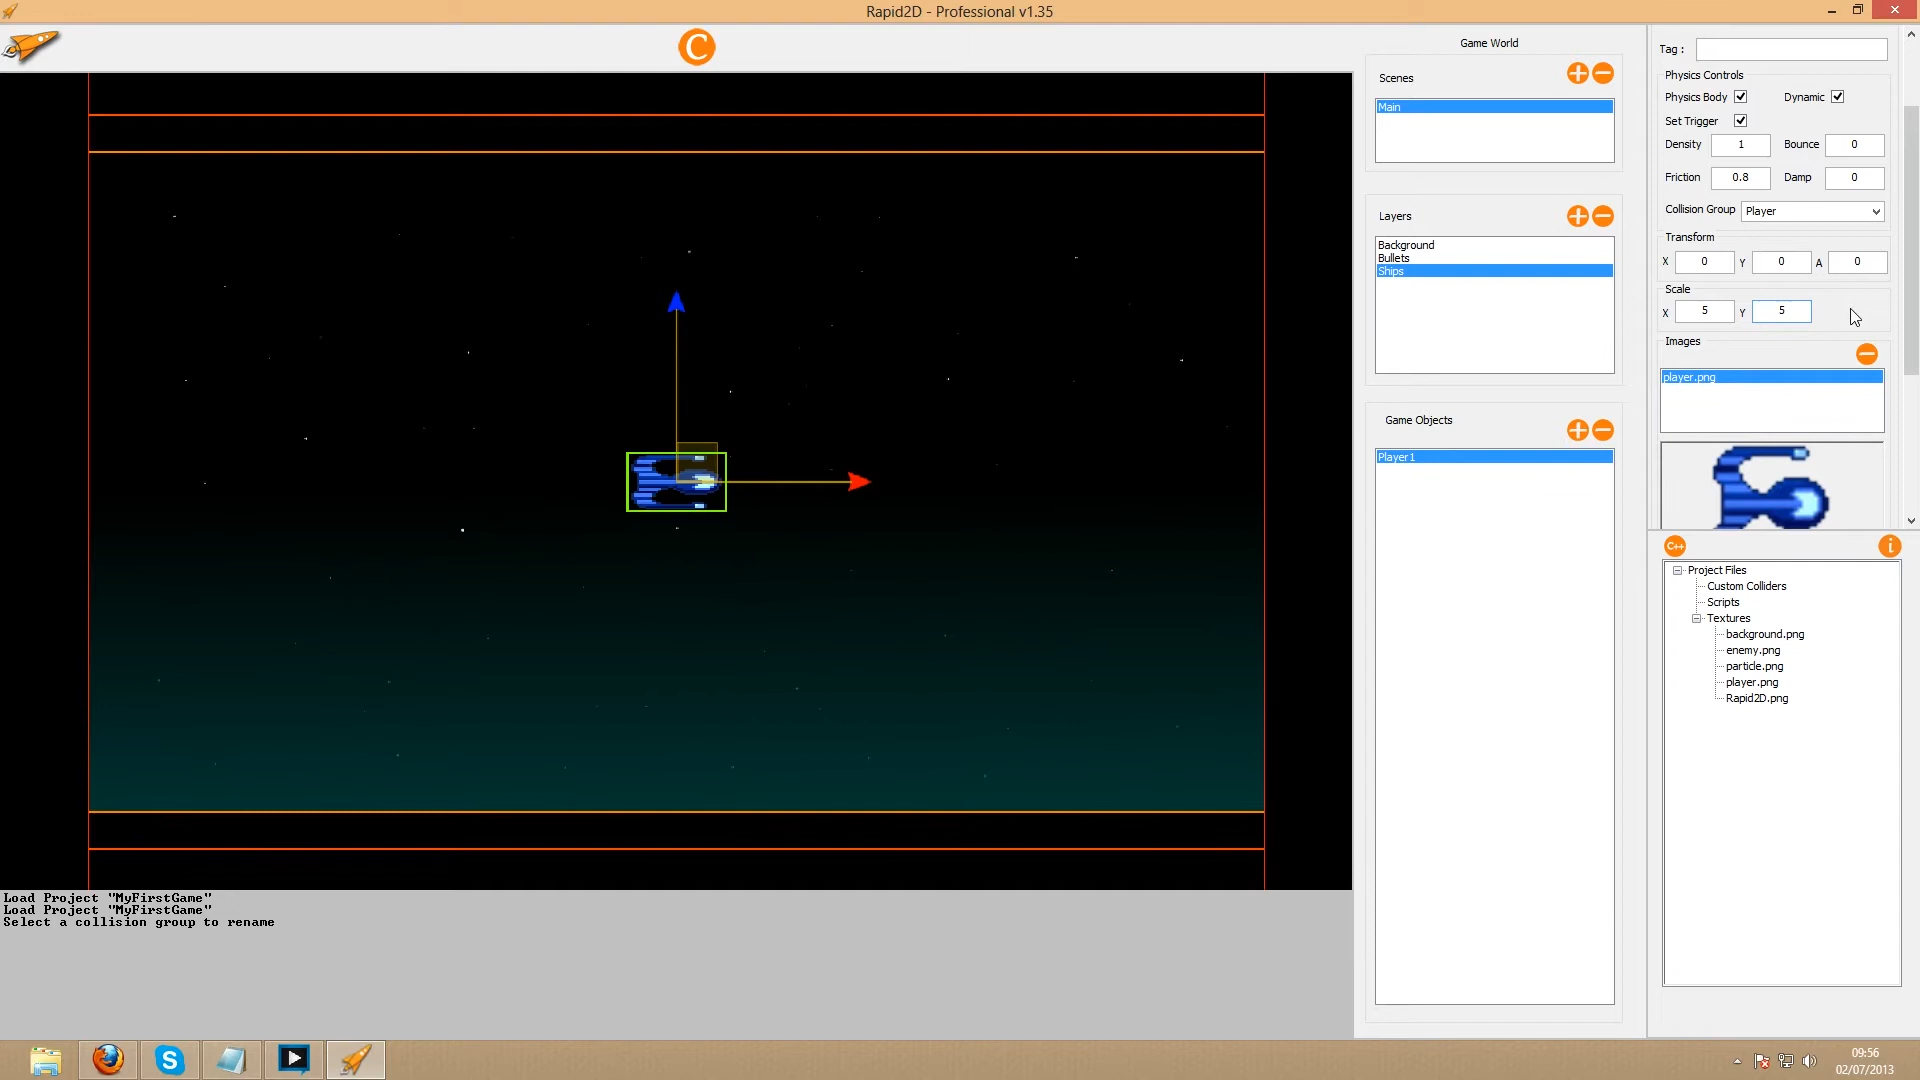 Rapid2D - Professional v1.35
C
Game World
Scenes
Main
Layers
Background
Bullets
Ships
Game Objects
Player1
Tag :
Physics Controls
Physics Body Dynamic
Set Trigger
Density 1 Bounce 0
Friction 0.8 Damp 0
Collision Group Player
Transform
X 0 Y 0 A 0
Scale
X 5 Y 5
Images
player.png
C++ i
Project Files
Custom Colliders
Scripts
Textures
background.png
enemy.png
particle.png
player.png
Rapid2D.png
Load Project "MyFirstGame"
Load Project "MyFirstGame"
Select a collision group to rename
S
09:56
02/07/2013